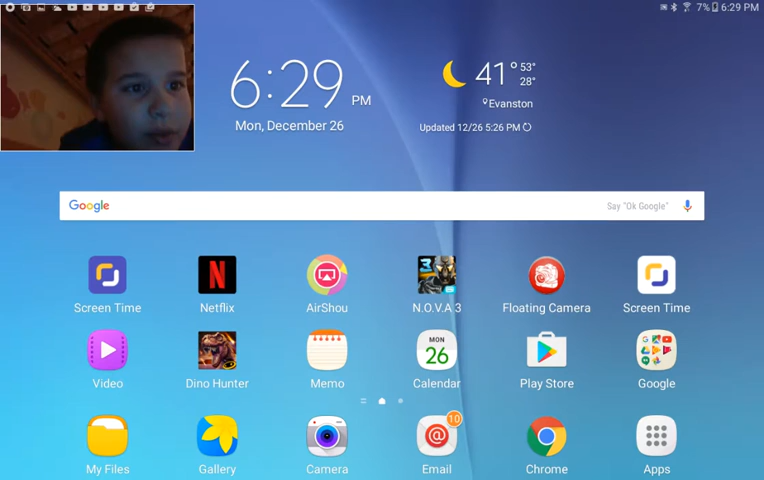 7% 6:29 PM
6:29 PM
Mon, December 26
41° 53°
28°
Evanston
Updated 12/26 5:26 PM
Google Say "Ok Google"
Screen Time Netflix AirShou N.O.V.A 3 Floating Camera Screen Time
MON
26
Video Dino Hunter Memo Calendar Play Store Google
10
My Files Gallery Camera Email Chrome Apps